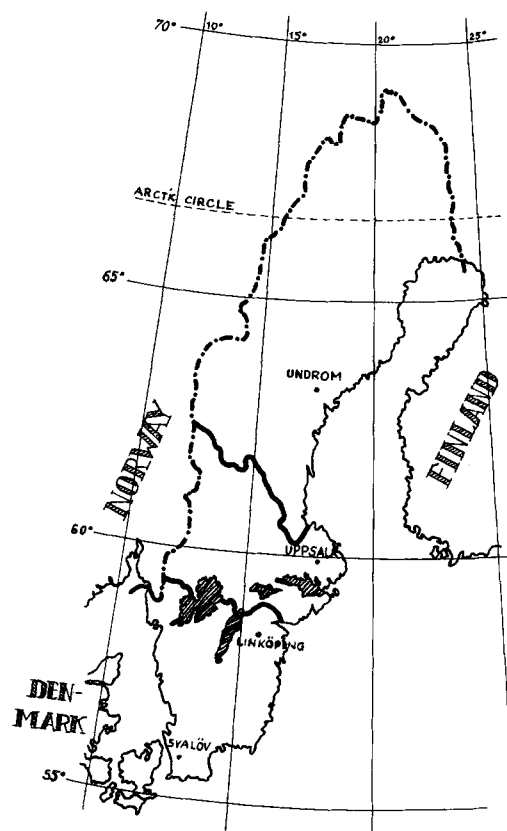 70°
10°
15°
20°
25°
ARCTIC CIRCLE
65°
UNDROM
NORWAY
FINLAND
60°
UPPSALA
LINKÖPING
DEN-
MARK
SVALÖV
55°